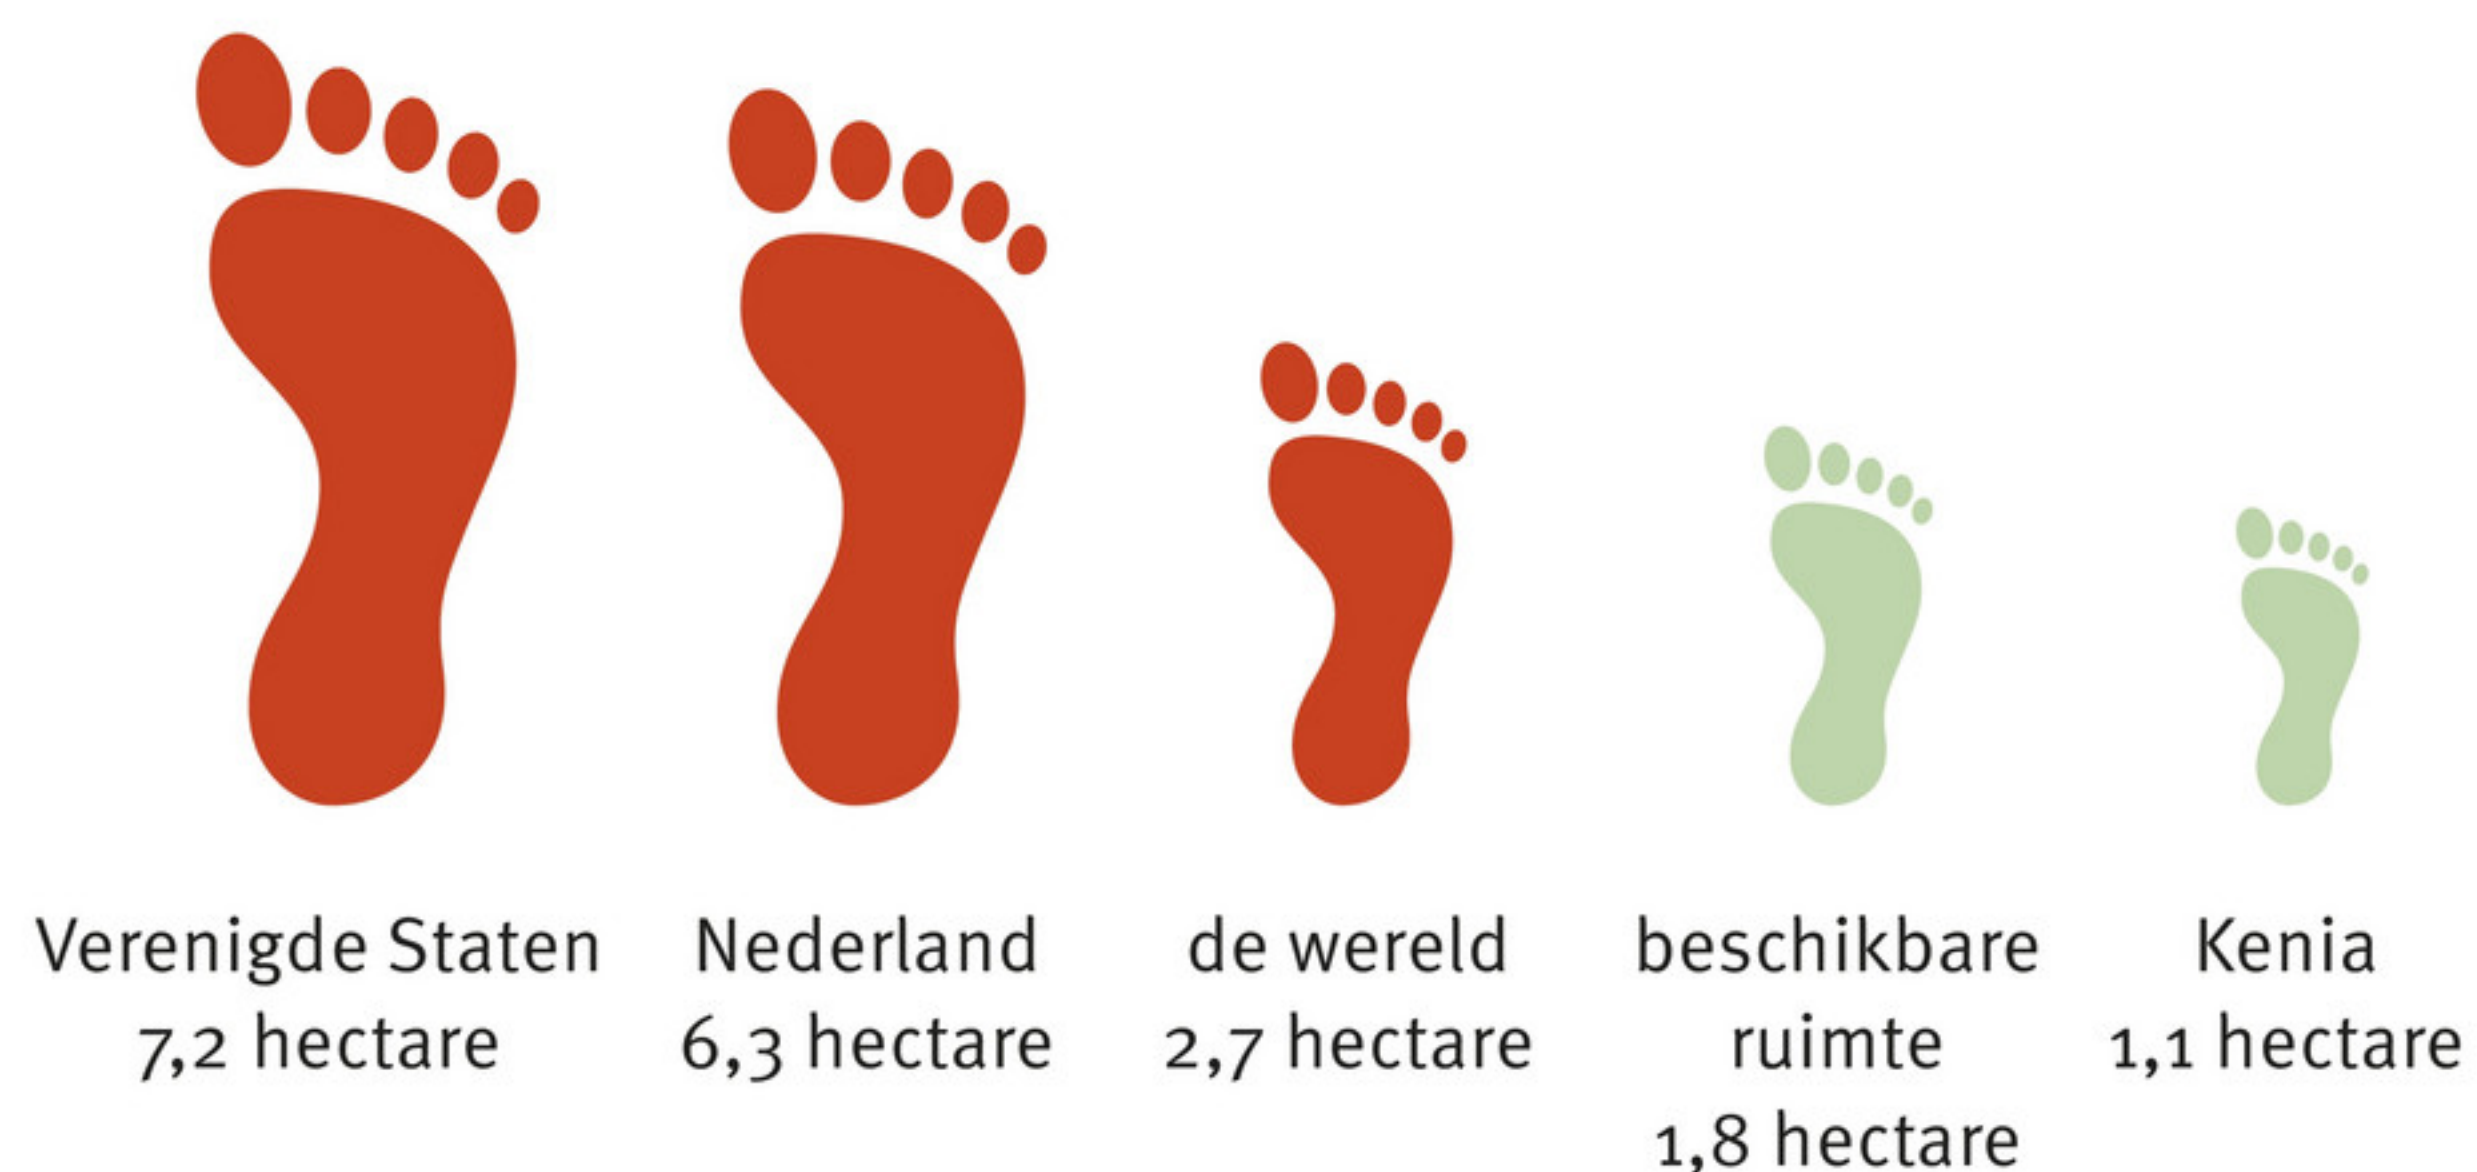 Verenigde Staten
7,2 hectare
Nederland
6,3 hectare
de wereld
2,7 hectare
beschikbare
ruimte
1,8 hectare
Kenia
1,1 hectare